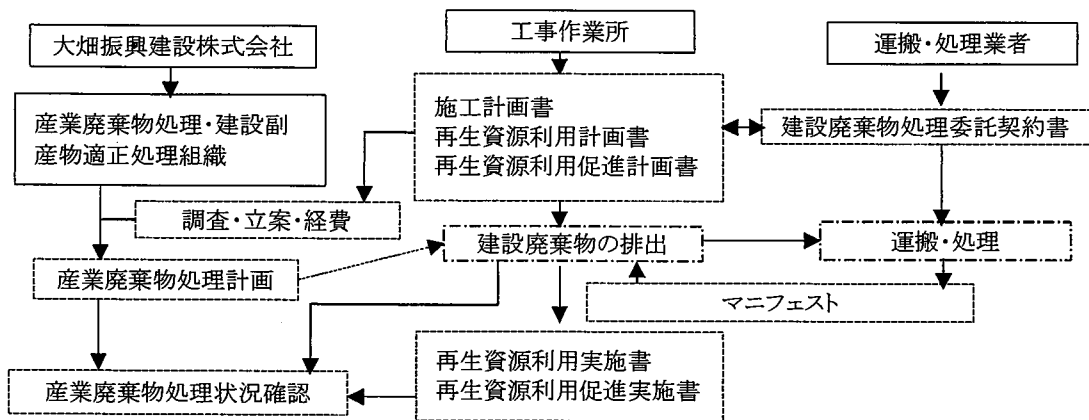 大畑振興建設株式会社
工事作業所
運搬・処理業者
産業廃棄物処理・建設副
産物適正処理組織
施工計画書
再生資源利用計画書
再生資源利用促進計画書
建設廃棄物処理委託契約書
調査・立案・経費
建設廃棄物の排出
運搬・処理
産業廃棄物処理計画
マニフェスト
再生資源利用実施書
再生資源利用促進実施書
産業廃棄物処理状況確認